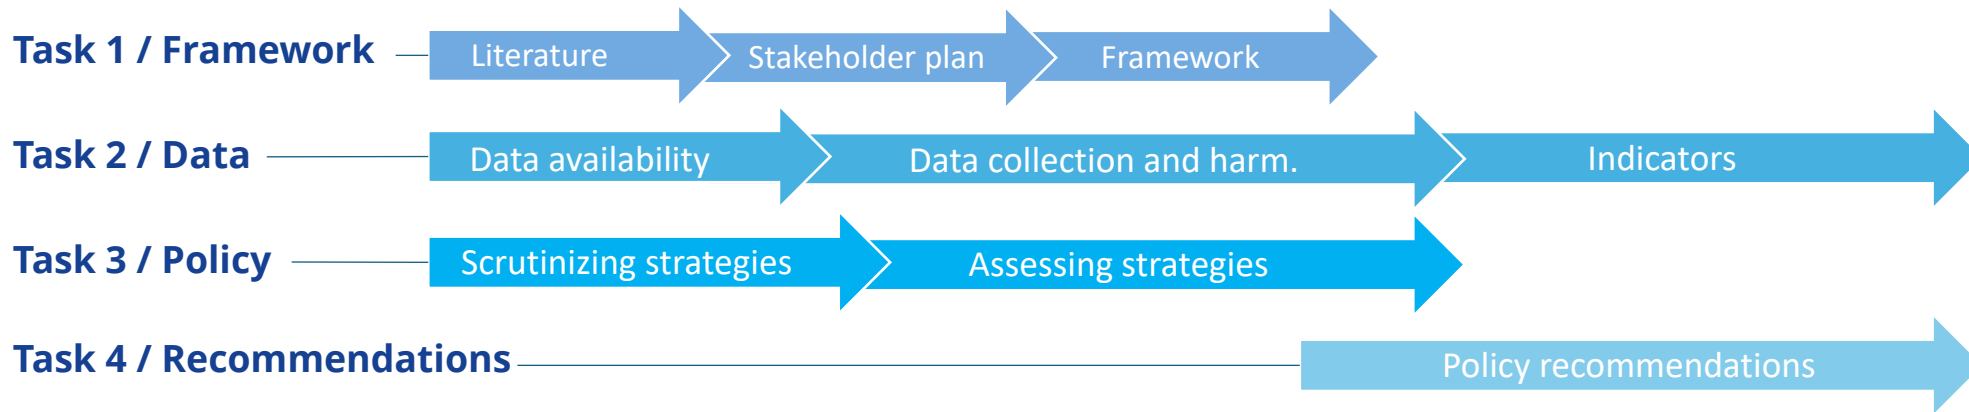 Task 1 / Framework
Literature
Stakeholder plan
Framework
Task 2 / Data
Data availability
Data collection and harm.
Indicators
Task 3 / Policy
Scrutinizing strategies
Assessing strategies
Task 4 / Recommendations
Policy recommendations